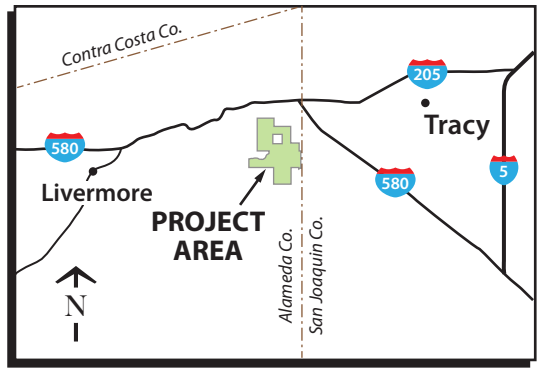 Contra Costa Co.
205
Tracy
580
Livermore
5
580
PROJECT
AREA
Alameda Co.
San Joaquin Co.
N